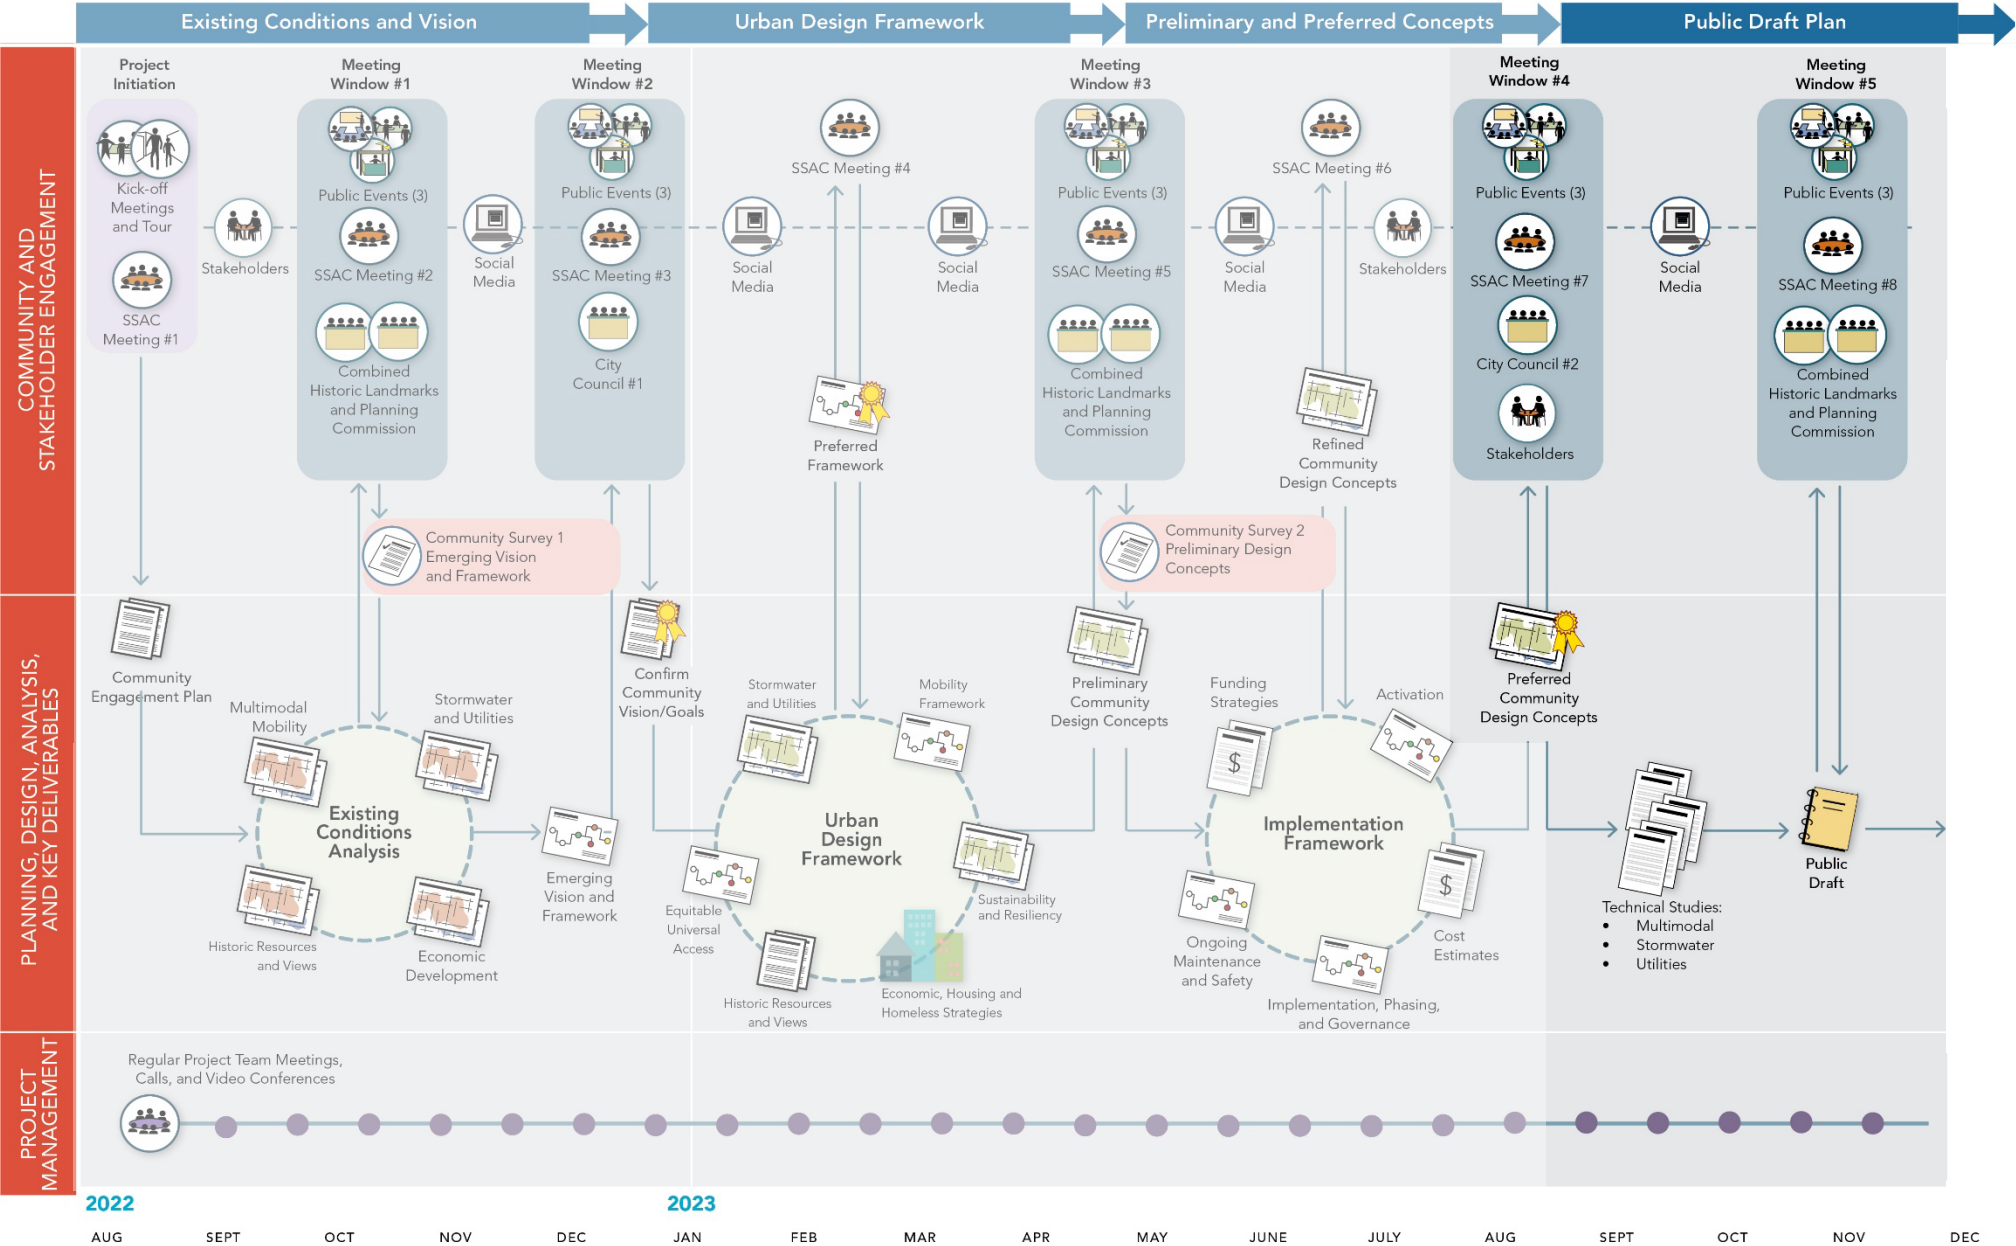 Existing Conditions and Vision
Urban Design Framework
Preliminary and Preferred Concepts
Public Draft Plan
COMMUNITY AND
STAKEHOLDER ENGAGEMENT
Project
Initiation
Kick-off
Meetings
and Tour
SSAC
Meeting #1
Stakeholders
Meeting
Window #1
Public Events (3)
SSAC Meeting #2
Combined
Historic Landmarks
and Planning
Commission
Social
Media
Meeting
Window #2
Public Events (3)
SSAC Meeting #3
City
Council #1
Social
Media
SSAC Meeting #4
Preferred
Framework
Social
Media
Meeting
Window #3
Public Events (3)
SSAC Meeting #5
Combined
Historic Landmarks
and Planning
Commission
Social
Media
SSAC Meeting #6
Refined
Community
Design Concepts
Stakeholders
Meeting
Window #4
Public Events (3)
SSAC Meeting #7
City Council #2
Stakeholders
Social
Media
Meeting
Window #5
Public Events (3)
SSAC Meeting #8
Combined
Historic Landmarks
and Planning
Commission
Community Survey 1
Emerging Vision
and Framework
Community Survey 2
Preliminary Design
Concepts
PLANNING, DESIGN, ANALYSIS,
AND KEY DELIVERABLES
Community
Engagement Plan
Multimodal
Mobility
Stormwater
and Utilities
Existing
Conditions
Analysis
Historic Resources
and Views
Economic
Development
Emerging
Vision and
Framework
Confirm
Community
Vision/Goals
Stormwater
and Utilities
Mobility
Framework
Urban
Design
Framework
Equitable
Universal
Access
Sustainability
and Resiliency
Historic Resources
and Views
Economic, Housing and
Homeless Strategies
Preliminary
Community
Design Concepts
Funding
Strategies
$
Activation
Implementation
Framework
$
Ongoing
Maintenance
and Safety
Cost
Estimates
Implementation, Phasing,
and Governance
Preferred
Community
Design Concepts
Technical Studies:
• Multimodal
• Stormwater
• Utilities
Public
Draft
PROJECT
MANAGEMENT
Regular Project Team Meetings,
Calls, and Video Conferences
2022
2023
AUG SEPT OCT NOV DEC JAN FEB MAR APR MAY JUNE JULY AUG SEPT OCT NOV DEC